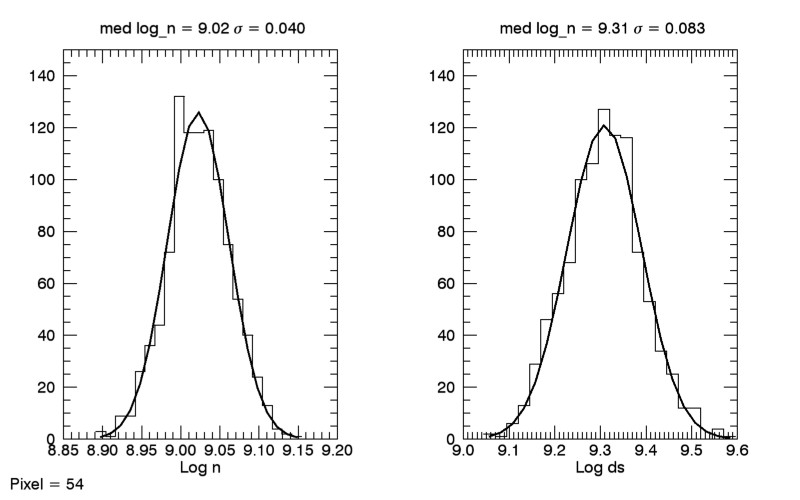 med log_n = 9.02 σ = 0.040
140
120
100
80
60
40
20
0
8.85 8.90 8.95 9.00 9.05 9.10 9.15 9.20
Log n
med log_n = 9.31 σ = 0.083
140
120
100
80
60
40
20
0
9.0 9.1 9.2 9.3 9.4 9.5 9.6
Log ds
Pixel = 54